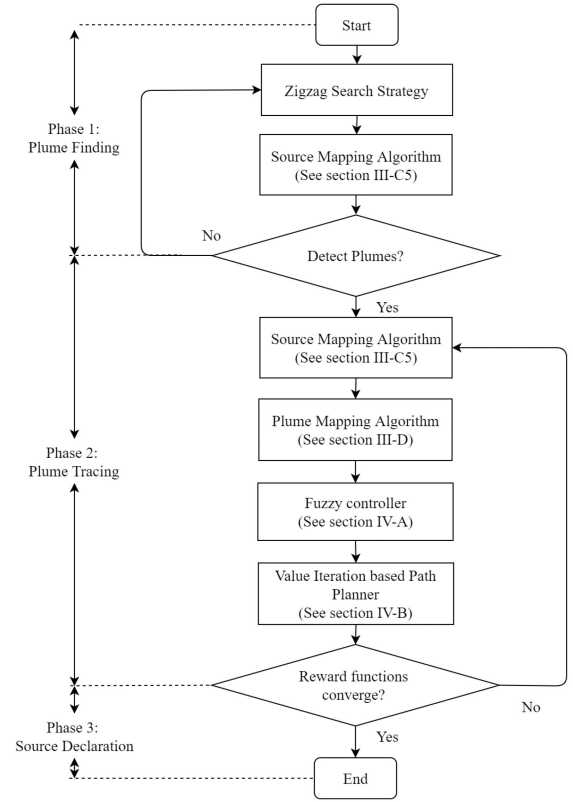 Start
Zigzag Search Strategy
Phase 1:
Plume Finding
Source Mapping Algorithm
(See section III-C5)
No
Detect Plumes?
Yes
Source Mapping Algorithm
(See section III-C5)
Plume Mapping Algorithm
(See section III-D)
Phase 2:
Plume Tracing
Fuzzy controller
(See section IV-A)
Value Iteration based Path
Planner
(See section IV-B)
Reward functions
converge?
No
Phase 3:
Source Declaration
Yes
End